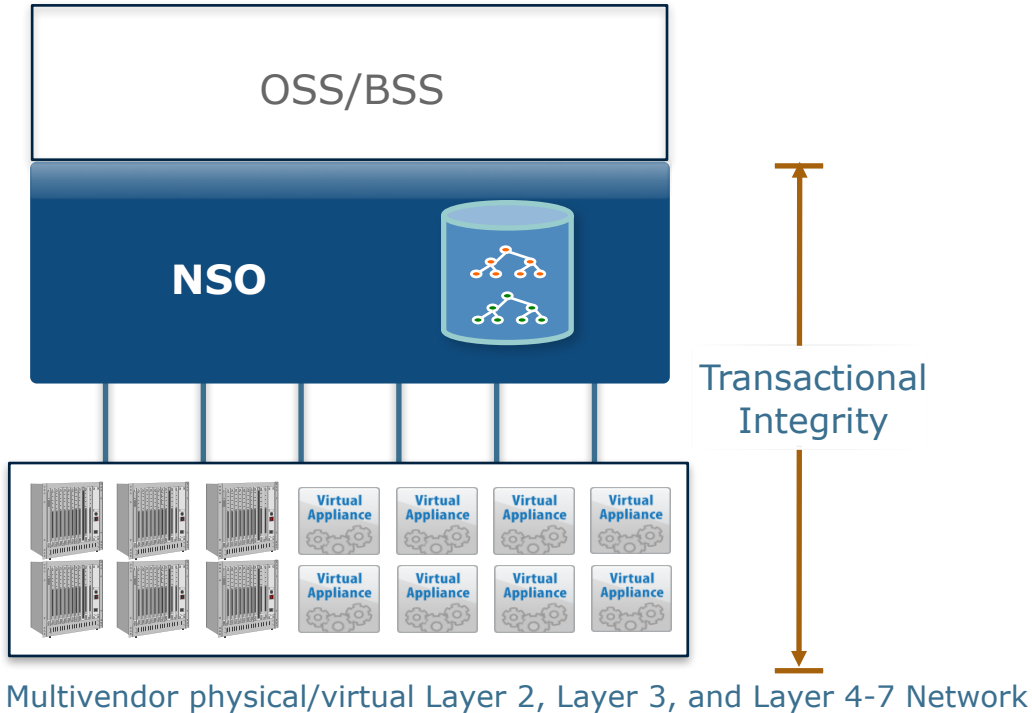 OSS/BSS
NSO
Transactional
Integrity
Virtual
Appliance
Virtual
Appliance
Virtual
Appliance
Virtual
Appliance
Virtual
Appliance
Virtual
Appliance
Virtual
Appliance
Virtual
Appliance
Multivendor physical/virtual Layer 2, Layer 3, and Layer 4-7 Network